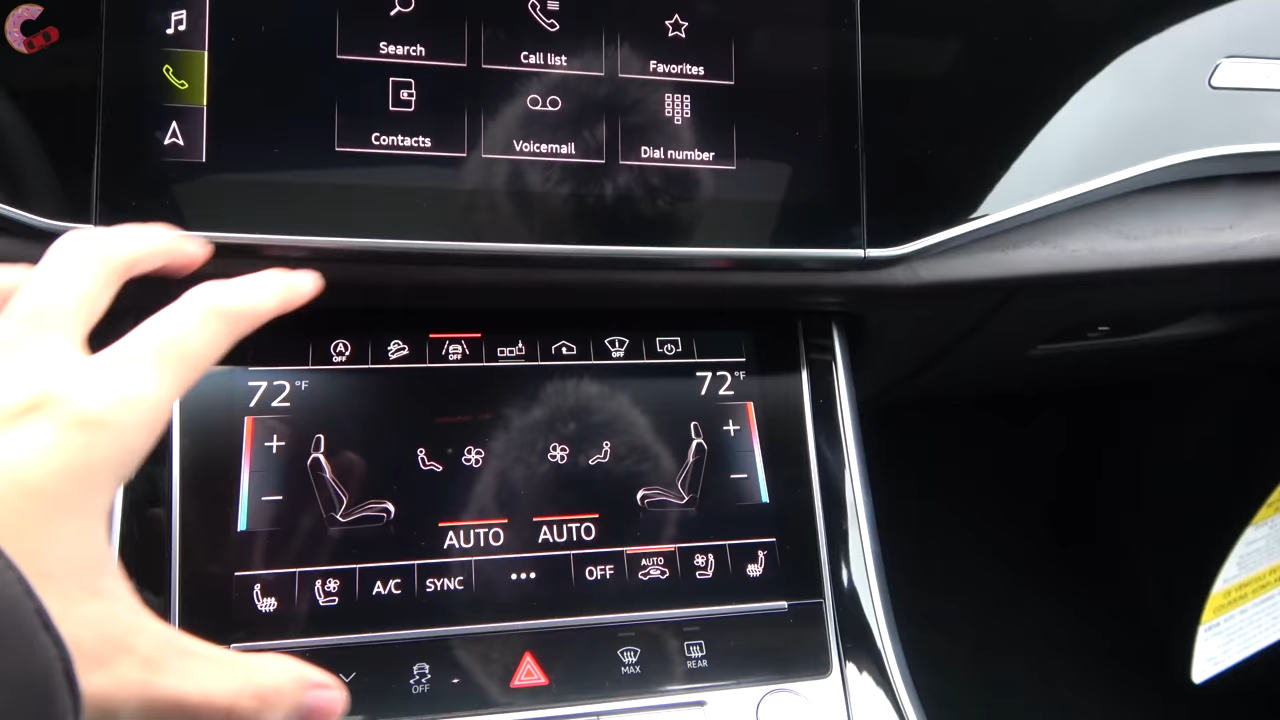 Search
Call list
Favorites
Contacts
Voicemail
Dial number
A
OFF
OFF
OFF
72°F
72°F
+
+
−
−
AUTO
AUTO
A/C
SYNC
•••
OFF
AUTO
OFF
MAX
REAR